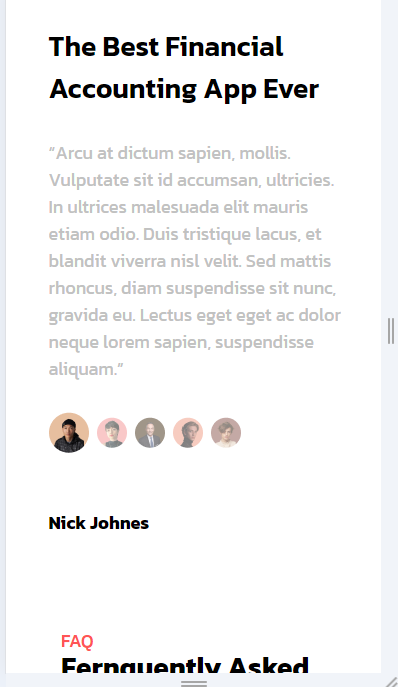 The Best Financial
Accounting App Ever
“Arcu at dictum sapien, mollis.
Vulputate sit id accumsan, ultricies.
In ultrices malesuada elit mauris
etiam odio. Duis tristique lacus, et
blandit viverra nisl velit. Sed mattis
rhoncus, diam suspendisse sit nunc,
gravida eu. Lectus eget eget ac dolor
neque lorem sapien, suspendisse
aliquam.”
Nick Johnes
FAQ
Fernquently Asked